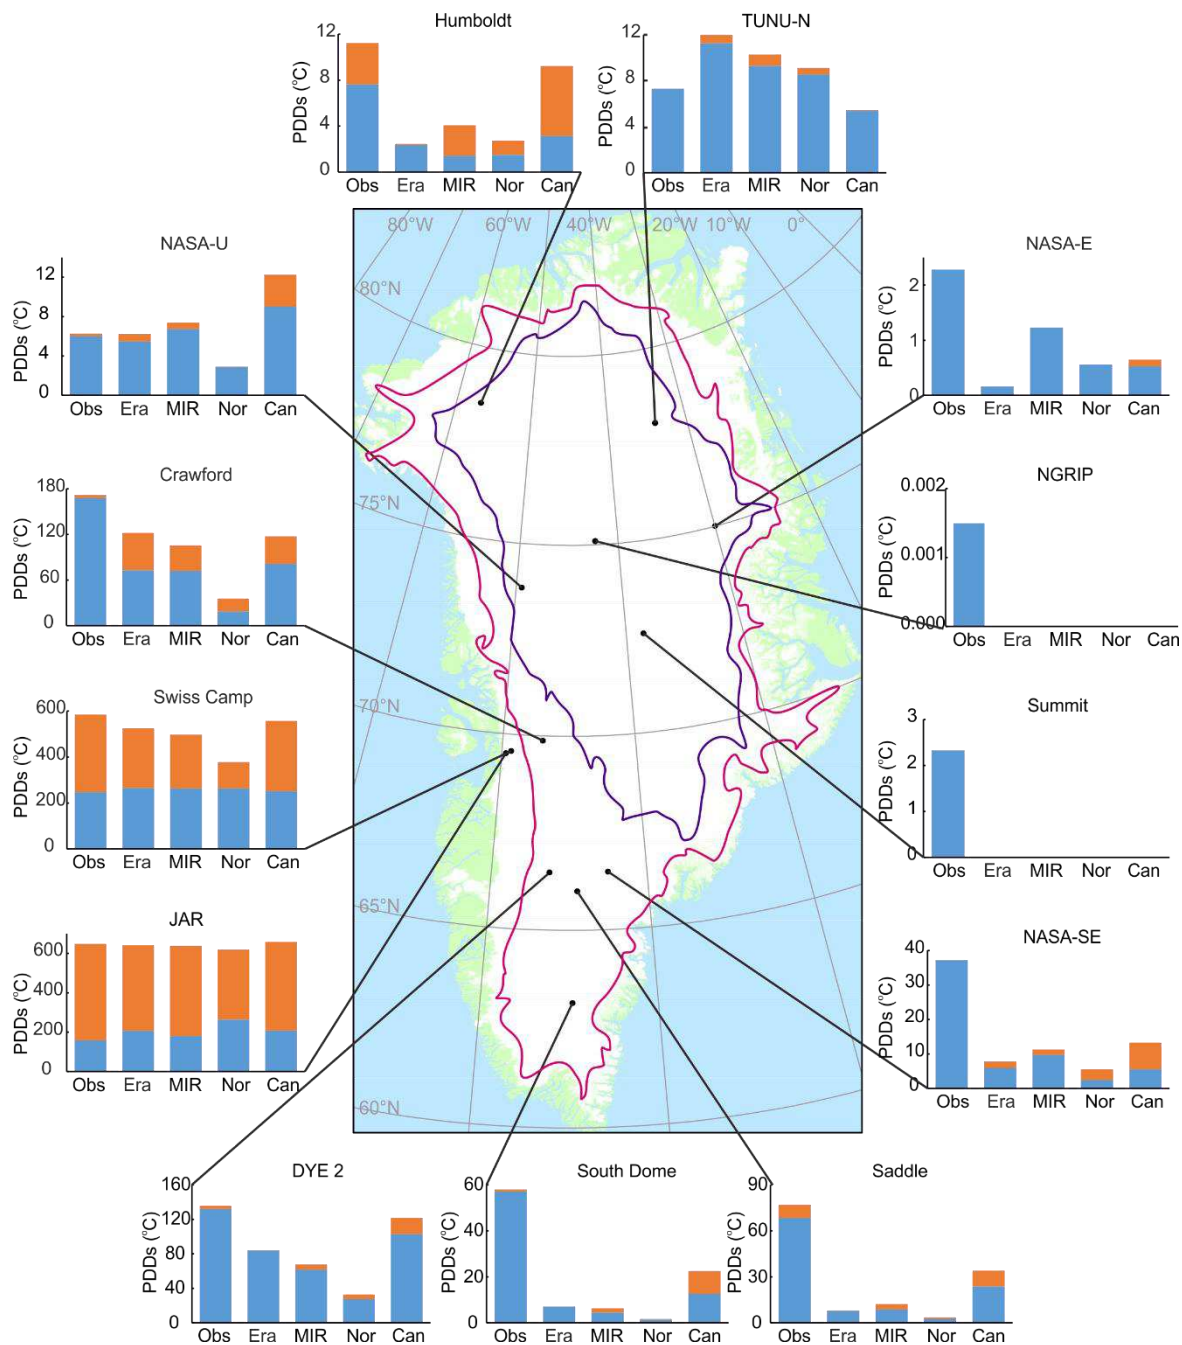 Humboldt
12
8
4
0
PDDs (°C)
Obs Era MIR Nor Can
TUNU-N
12
8
4
0
PDDs (°C)
Obs Era MIR Nor Can
NASA-U
12
8
4
0
PDDs (°C)
Obs Era MIR Nor Can
80°W 60°W 40°W 20°W 10°W 0°
80°N
75°N
70°N
65°N
60°N
NASA-E
2
1
0
PDDs (°C)
Obs Era MIR Nor Can
Crawford
180
120
60
0
PDDs (°C)
Obs Era MIR Nor Can
NGRIP
0.002
0.001
0.000
PDDs (°C)
Obs Era MIR Nor Can
Swiss Camp
600
400
200
0
PDDs (°C)
Obs Era MIR Nor Can
Summit
3
2
1
0
PDDs (°C)
Obs Era MIR Nor Can
JAR
600
400
200
0
PDDs (°C)
Obs Era MIR Nor Can
NASA-SE
40
30
20
10
0
PDDs (°C)
Obs Era MIR Nor Can
DYE 2
160
120
80
40
0
PDDs (°C)
Obs Era MIR Nor Can
South Dome
60
40
20
0
PDDs (°C)
Obs Era MIR Nor Can
Saddle
90
60
30
0
PDDs (°C)
Obs Era MIR Nor Can